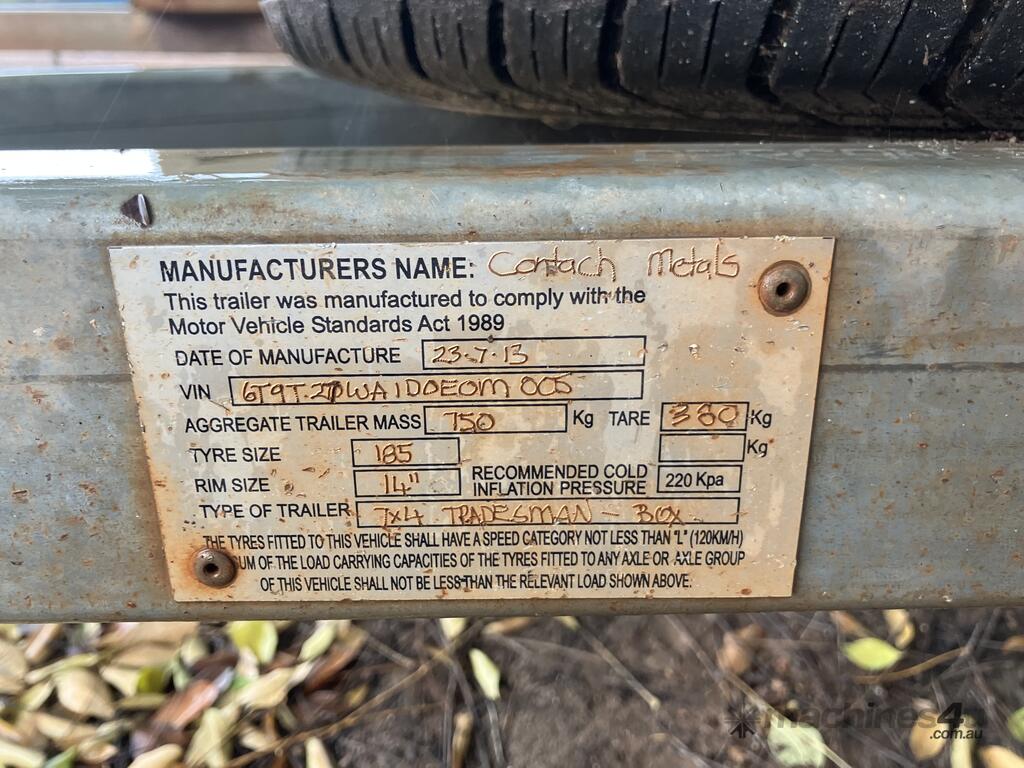 MANUFACTURERS NAME: Contach Metals
This trailer was manufactured to comply with the
Motor Vehicle Standards Act 1989
DATE OF MANUFACTURE 23.7.13
VIN
AGGREGATE TRAILER MASS 750 Kg TARE 380 Kg
TYRE SIZE 185 Kg
RIM SIZE 14" RECOMMENDED COLD INFLATION PRESSURE 220 Kpa
TYPE OF TRAILER 7x4 TRADESMAN - BOX
THE TYRES FITTED TO THIS VEHICLE SHALL HAVE A SPEED CATEGORY NOT LESS THAN "L" (120KM/H)
OF THE LOAD CARRYING CAPACITIES OF THE TYRES FITTED TO ANY AXLE OR AXLE GROUP
OF THIS VEHICLE SHALL NOT BE LESS THAN THE RELEVANT LOAD SHOWN ABOVE.
machines4u
.com.au